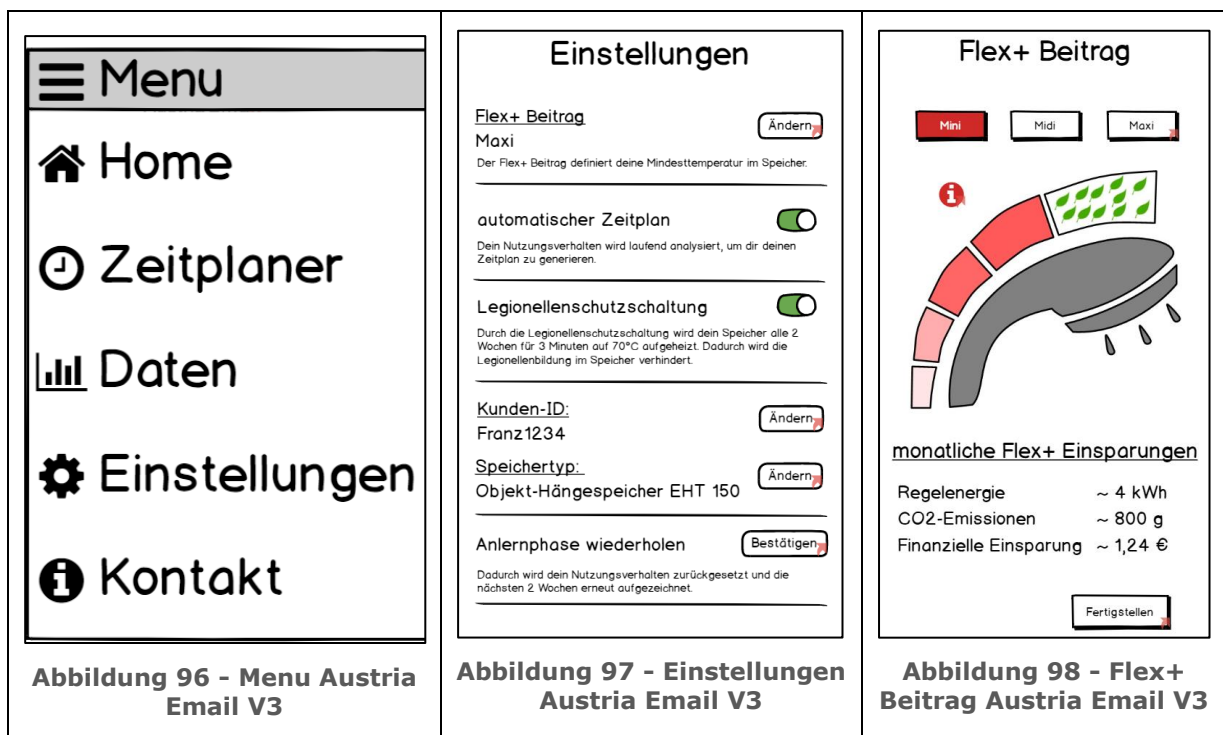 Menu
Home
Zeitplaner
Daten
Einstellungen
Kontakt
Abbildung 96 - Menu Austria
Email V3
Einstellungen
Flex+ Beitrag
Ändern
Maxi
Der Flex+ Beitrag definiert deine Mindesttemperatur im Speicher.
automatischer Zeitplan
Dein Nutzungsverhalten wird laufend analysiert, um dir deinen
Zeitplan zu generieren.
Legionellenschutzschaltung
Durch die Legionellenschutzschaltung wird dein Speicher alle 2
Wochen für 3 Minuten auf 70°C aufgeheizt. Dadurch wird die
Legionellenbildung im Speicher verhindert.
Kunden-ID:
Ändern
Franz1234
Speichertyp:
Ändern
Objekt-Hängespeicher EHT 150
Anlernphase wiederholen Bestätigen
Dadurch wird dein Nutzungsverhalten zurückgesetzt und die
nächsten 2 Wochen erneut aufgezeichnet.
Abbildung 97 - Einstellungen
Austria Email V3
Flex+ Beitrag
Mini Midi Maxi
monatliche Flex+ Einsparungen
Regelenergie ~ 4 kWh
CO2-Emissionen ~ 800 g
Finanzielle Einsparung ~ 1,24 €
Fertigstellen
Abbildung 98 - Flex+
Beitrag Austria Email V3